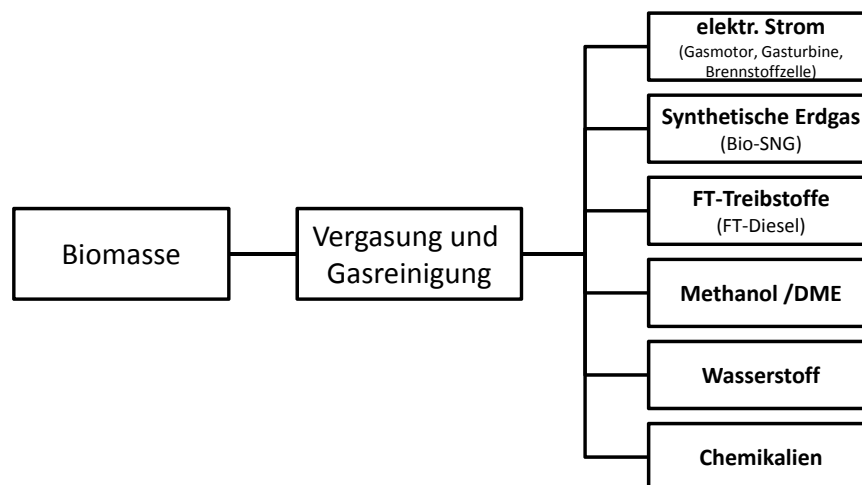 Biomasse
Vergasung und
Gasreinigung
elektr. Strom
(Gasmotor, Gasturbine,
Brennstoffzelle)
Synthetische Erdgas
(Bio-SNG)
FT-Treibstoffe
(FT-Diesel)
Methanol /DME
Wasserstoff
Chemikalien